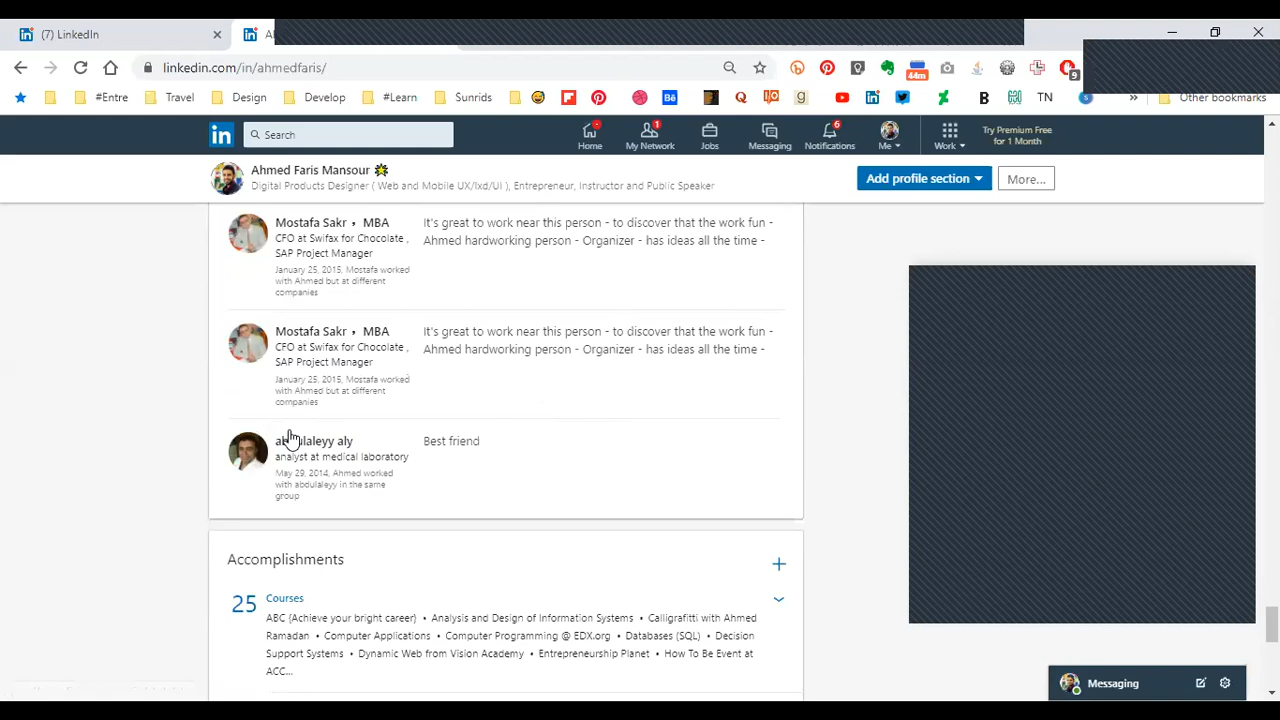 (7) LinkedIn
linkedin.com/in/ahmedfaris/
44m
9
#Entre Travel Design Develop #Learn Sunrids TN Other bookmarks
Search
Home My Network Jobs Messaging Notifications Me Work
1
6
Try Premium Free
for 1 Month
Ahmed Faris Mansour
Digital Products Designer ( Web and Mobile UX/Ixd/UI ), Entrepreneur, Instructor and Public Speaker
Add profile section
More...
Mostafa Sakr , MBA
CFO at Swifax for Chocolate ,
SAP Project Manager
January 25, 2015, Mostafa worked
with Ahmed but at different
companies
It's great to work near this person - to discover that the work fun -
Ahmed hardworking person - Organizer - has ideas all the time -
Mostafa Sakr , MBA
CFO at Swifax for Chocolate ,
SAP Project Manager
January 25, 2015, Mostafa worked
with Ahmed but at different
companies
It's great to work near this person - to discover that the work fun -
Ahmed hardworking person - Organizer - has ideas all the time -
abdulaleyy aly
analyst at medical laboratory
May 29, 2014, Ahmed worked
with abduleyy in the same
group
Best friend
Accomplishments
25
Courses
ABC {Achieve your bright career) • Analysis and Design of Information Systems • Calligrafitti with Ahmed
Ramadan • Computer Applications • Computer Programming @ EDX.org • Databases (SQL) • Decision
Support Systems • Dynamic Web from Vision Academy • Entrepreneurship Planet • How To Be Event at
ACC...
Messaging